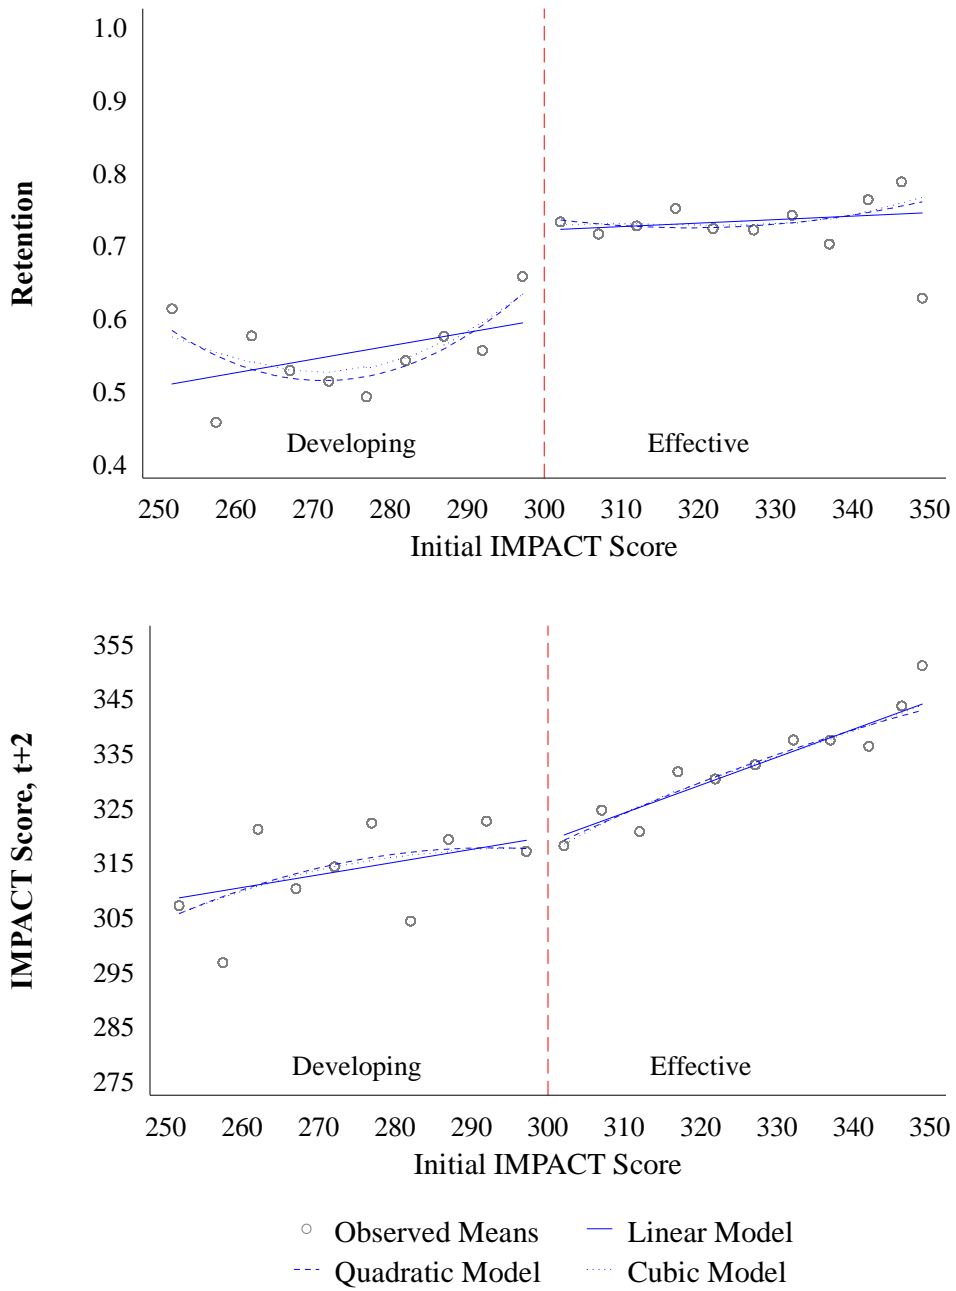 Retention
1.0
0.9
0.8
0.7
0.6
0.5
0.4
Developing Effective
250 260 270 280 290 300 310 320 330 340 350
Initial IMPACT Score
IMPACT Score, t+2
355
345
335
325
315
305
295
285
275
Developing Effective
250 260 270 280 290 300 310 320 330 340 350
Initial IMPACT Score
Observed Means Linear Model
Quadratic Model Cubic Model